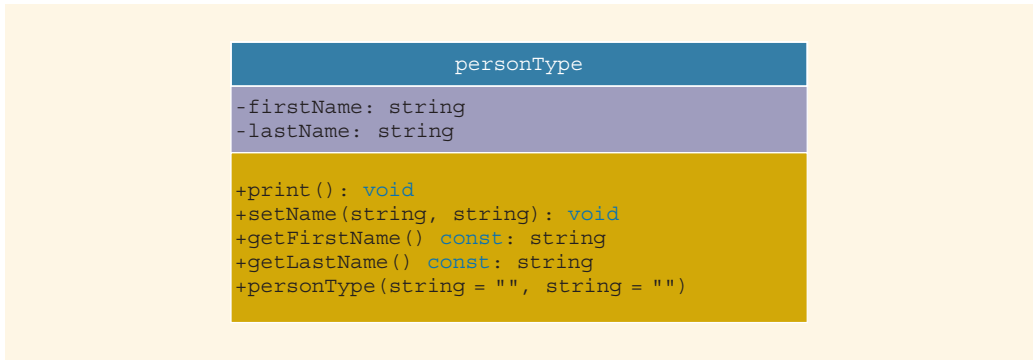 personType
-firstName: string
-lastName: string
+print(): void
+setName(string, string): void
+getFirstName() const: string
+getLastName() const: string
+personType(string = "", string = "")